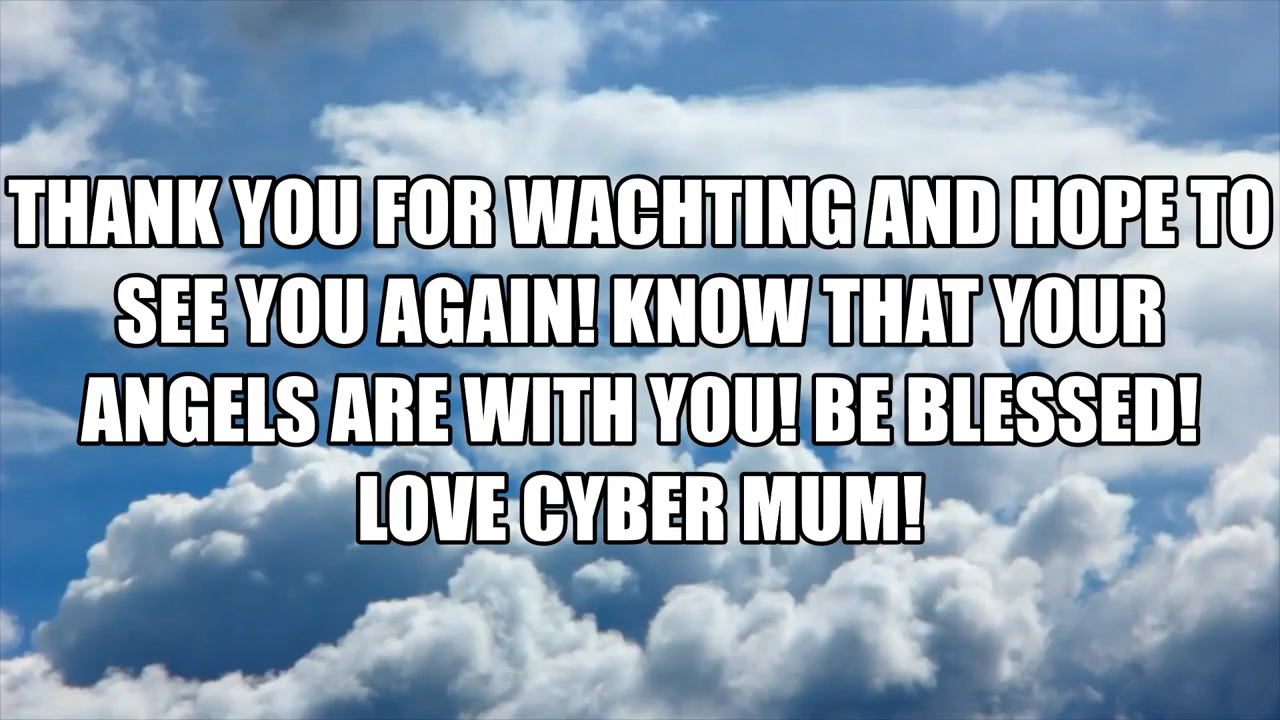 THANK YOU FOR WACHTING AND HOPE TO
SEE YOU AGAIN! KNOW THAT YOUR
ANGELS ARE WITH YOU! BE BLESSED!
LOVE CYBER MUM!